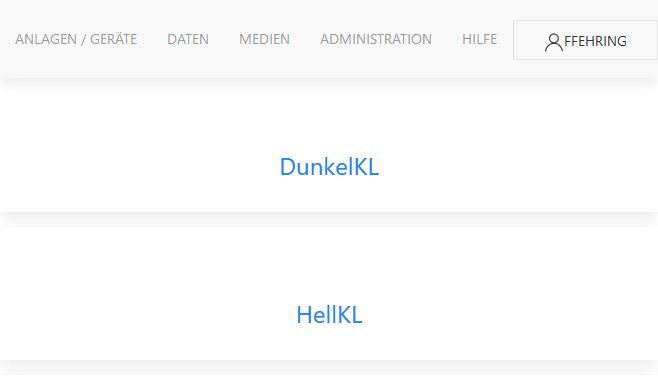 ANLAGEN / GERÄTE DATEN MEDIEN ADMINISTRATION HILFE FFEHRING
DunkelKL
HellKL